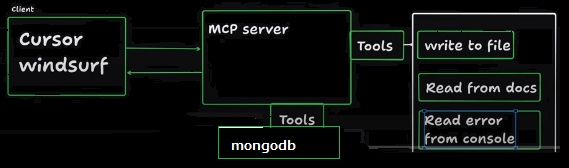 Client
Cursor
windsurf
MCP server
Tools
write to file
Read from docs
Read error
from console
Tools
mongodb